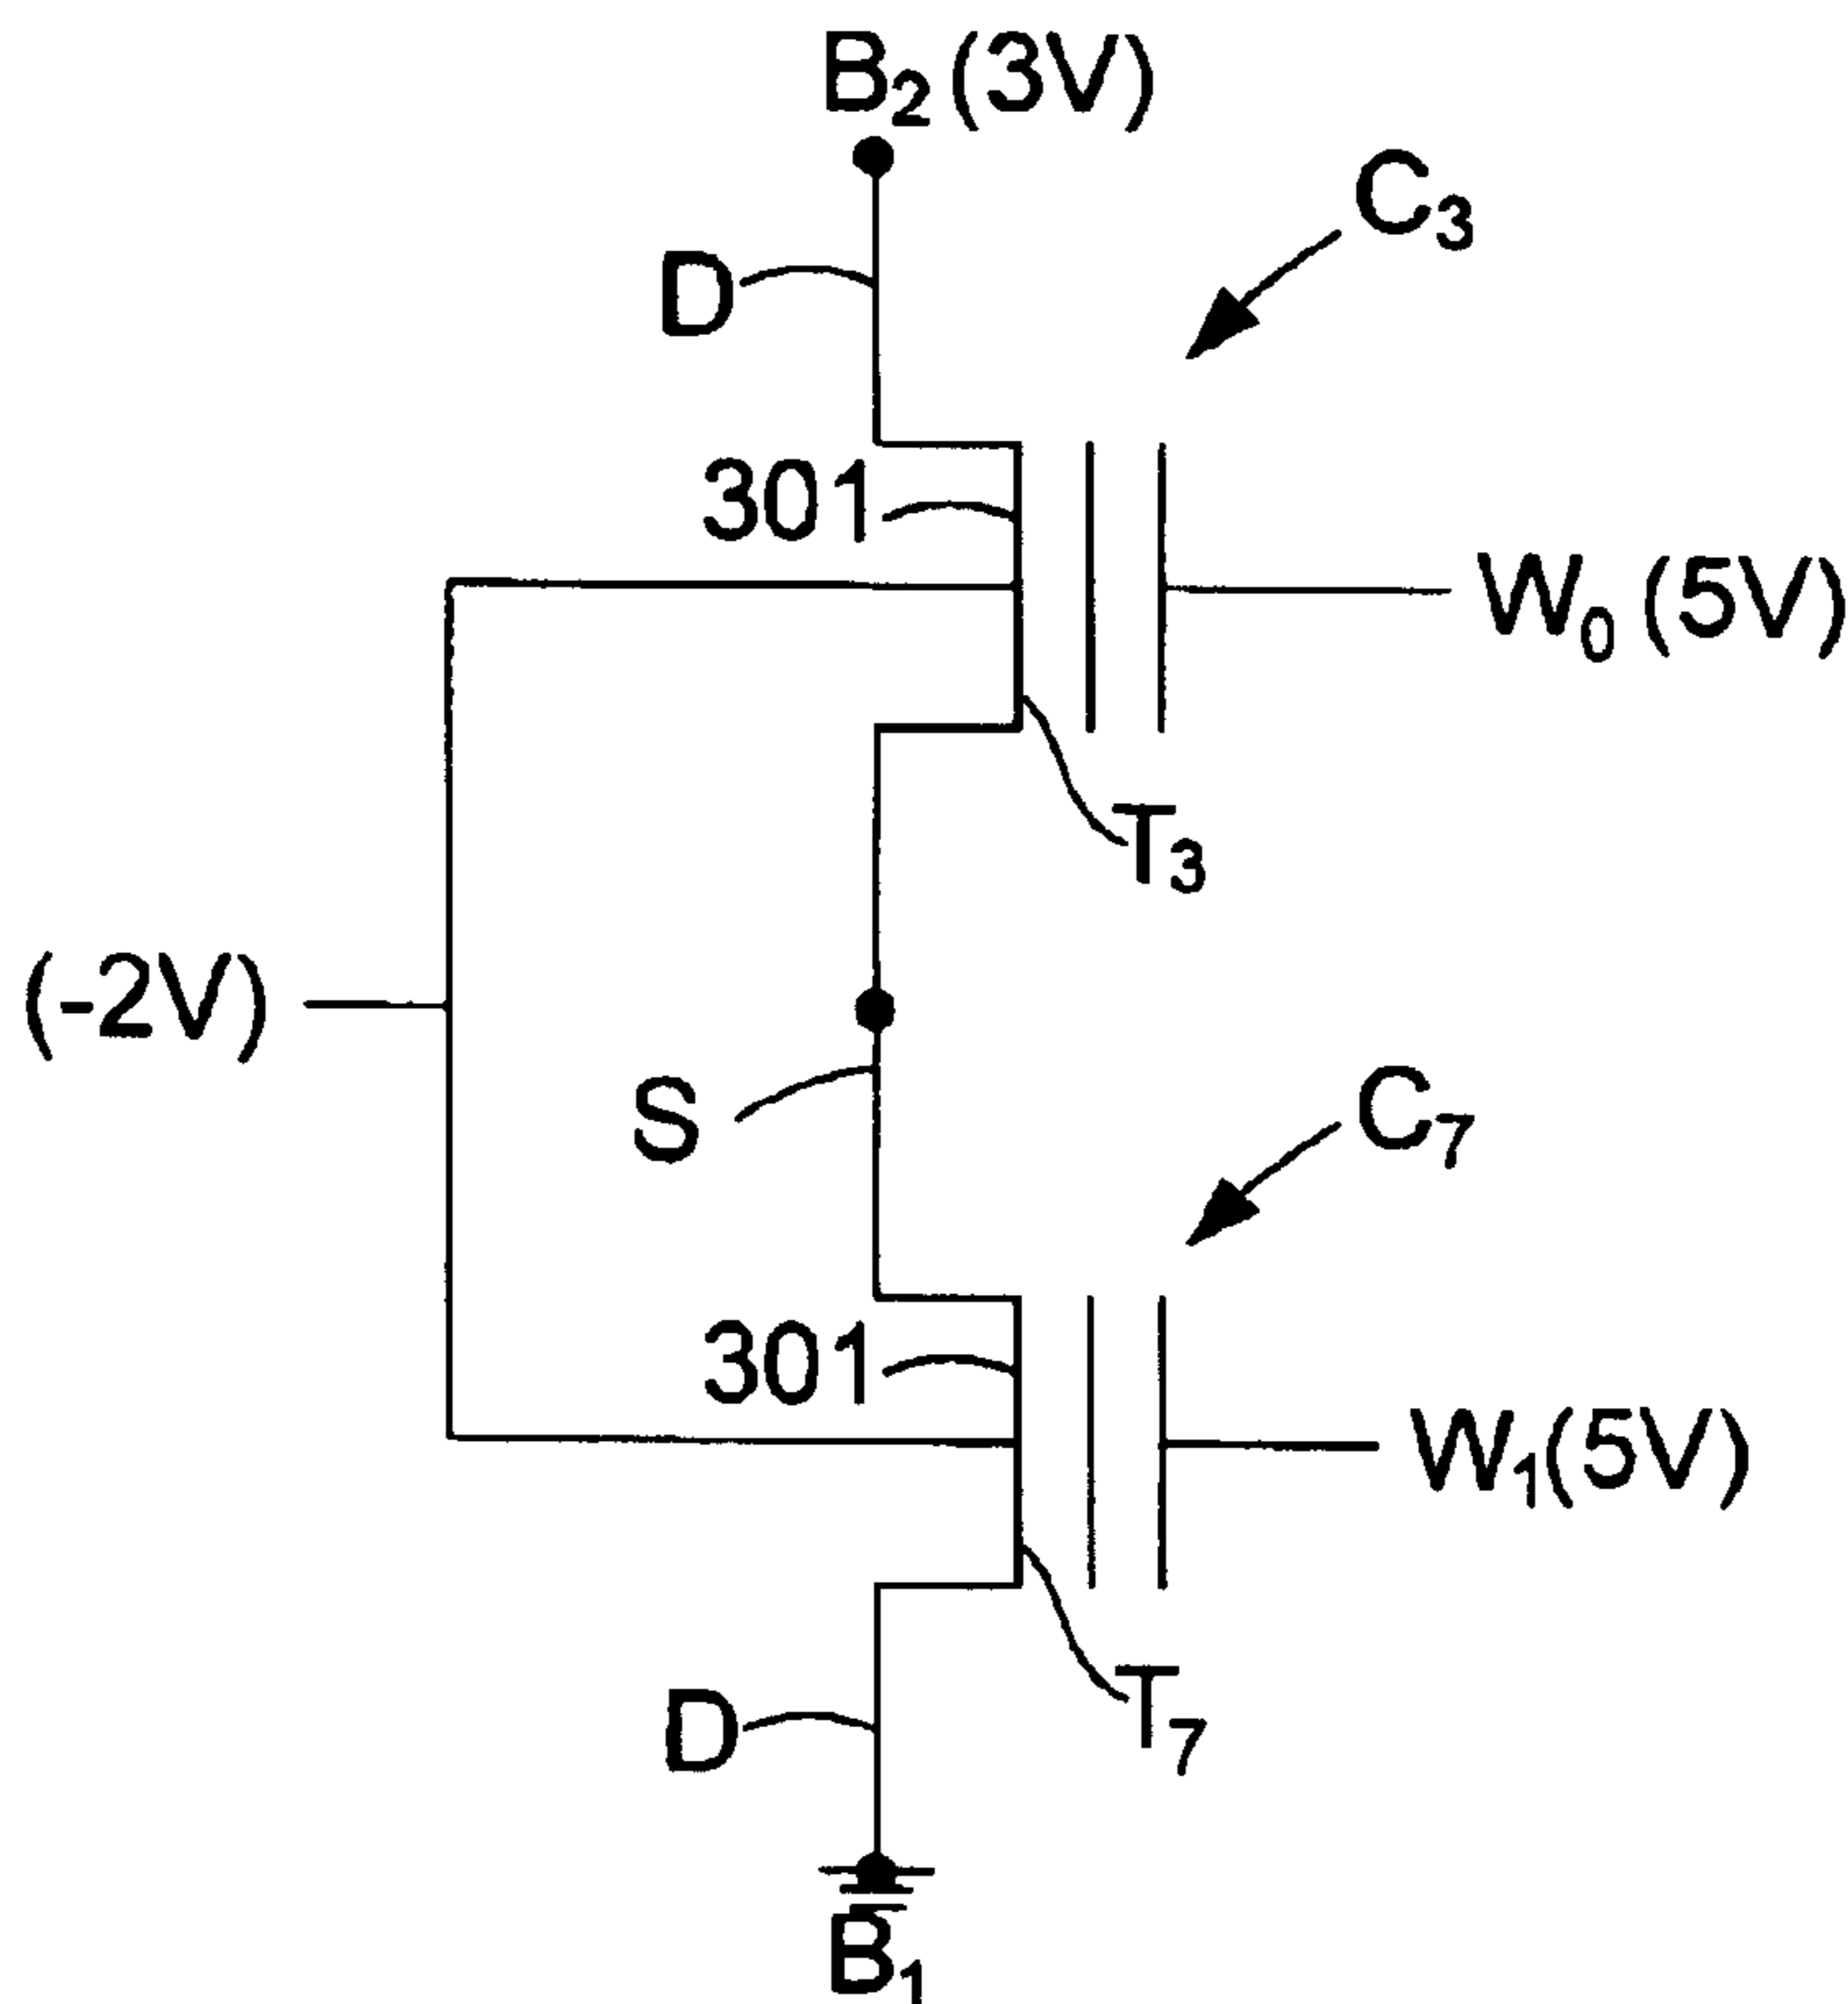 B₂ (3V)
C₃
D
301
W₀ (5V)
T₃
(-2V)
S
C₇
301
W₁(5V)
T₇
D
B₁